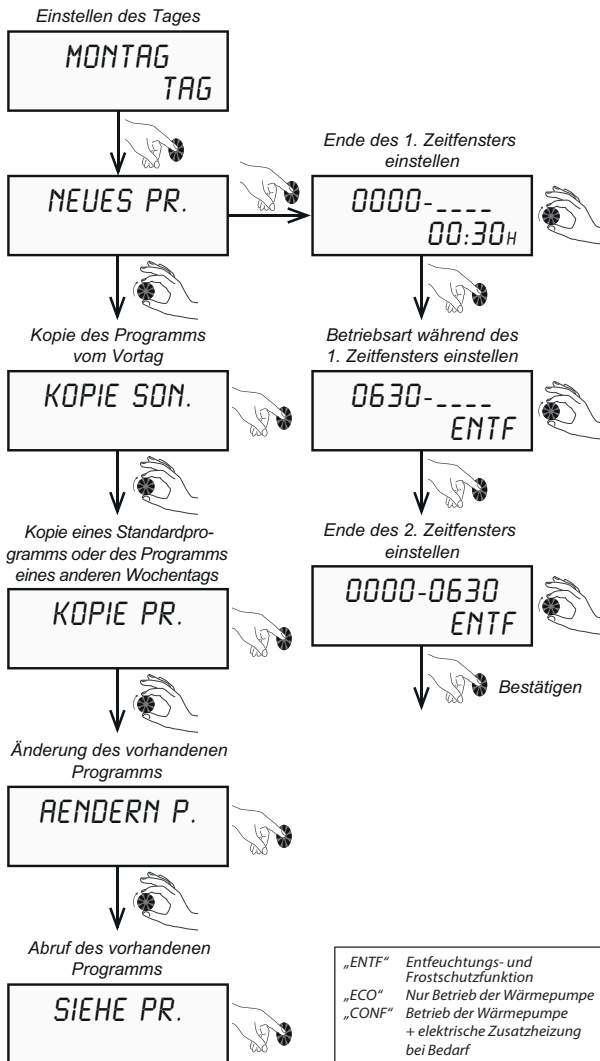 Einstellen des Tages
MONTAG
TAG
NEUES PR.
Kopie des Programms
vom Vortag
KOPIE SON.
Kopie eines Standardpro-
gramms oder des Programms
eines anderen Wochentags
KOPIE PR.
Änderung des vorhandenen
Programms
AENDERN P.
Abruf des vorhandenen
Programms
SIEHE PR.
Ende des 1. Zeitfensters
einstellen
0000-_ _ _ _
00:30H
Betriebsart während des
1. Zeitfensters einstellen
0630-_ _ _ _
ENTF
Ende des 2. Zeitfensters
einstellen
0000-0630
ENTF
Bestätigen
„ENTF“ Entfeuchtungs- und
Frostschutzfunktion
„ECO“ Nur Betrieb der Wärmepumpe
„CONF“ Betrieb der Wärmepumpe
+ elektrische Zusatzheizung
bei Bedarf